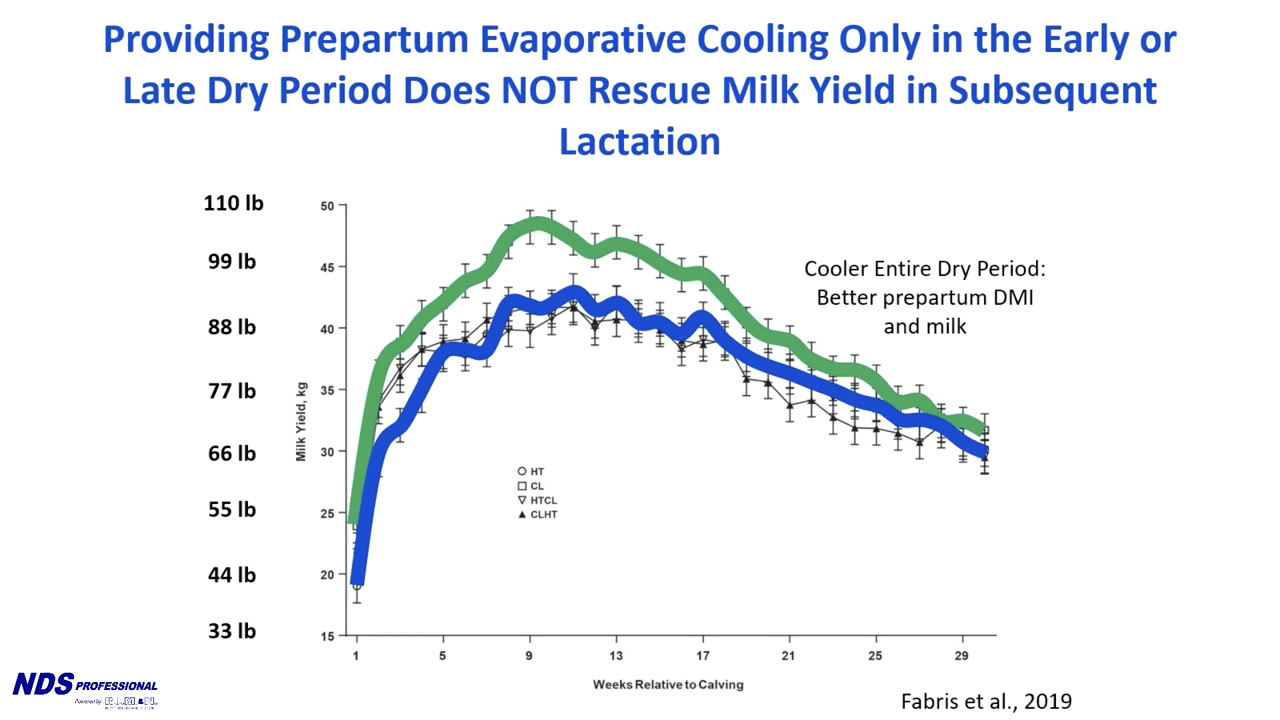 Providing Prepartum Evaporative Cooling Only in the Early or
Late Dry Period Does NOT Rescue Milk Yield in Subsequent
Lactation
110 lb
99 lb
88 lb
77 lb
66 lb
55 lb
44 lb
33 lb
Milk Yield, kg
50
45
40
35
30
25
20
15
Cooler Entire Dry Period:
Better prepartum DMI
and milk
HT
CL
HTCL
CLHT
1 5 9 13 17 21 25 29
Weeks Relative to Calving
NDS PROFESSIONAL
Powered by
Fabris et al., 2019